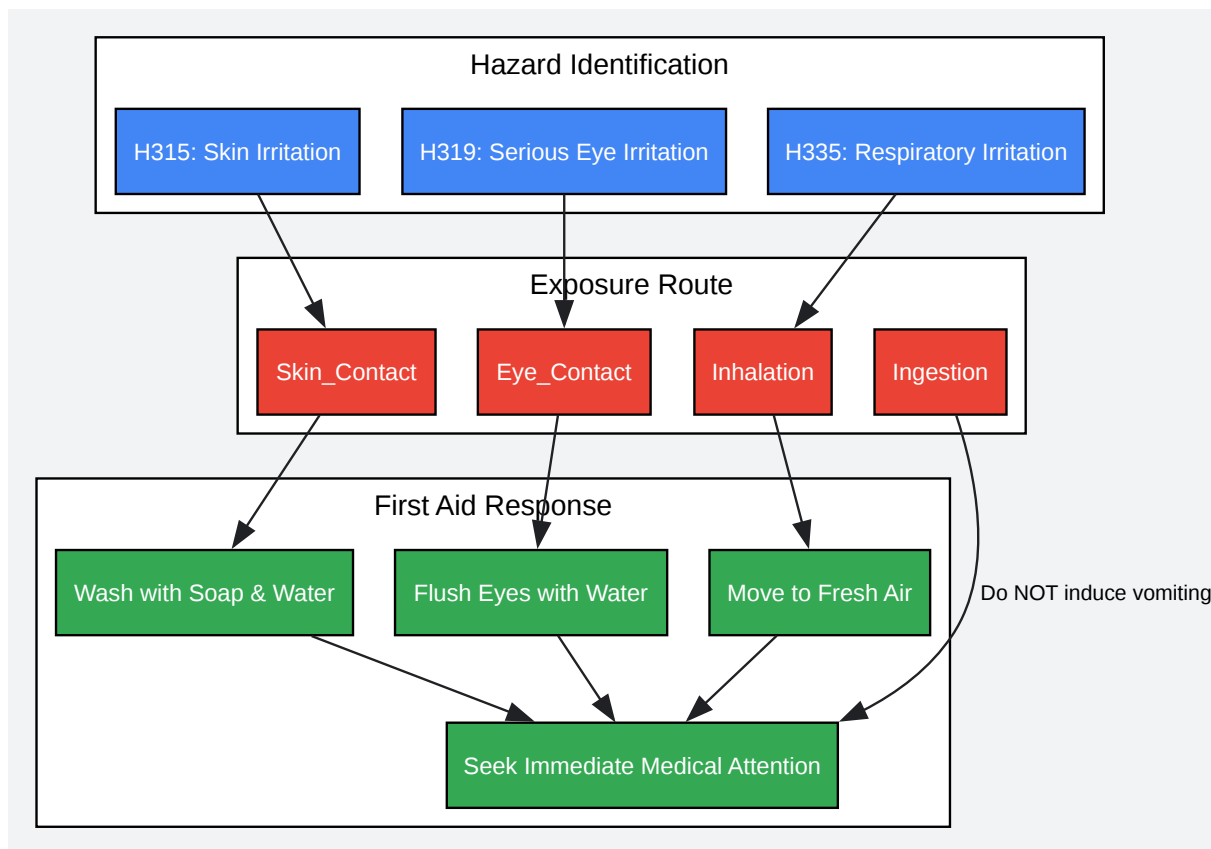 Hazard Identification
H315: Skin Irritation
H319: Serious Eye Irritation
H335: Respiratory Irritation
Exposure Route
Skin_Contact
Eye_Contact
Inhalation
Ingestion
First Aid Response
Wash with Soap & Water
Flush Eyes with Water
Move to Fresh Air
Do NOT induce vomiting
Seek Immediate Medical Attention